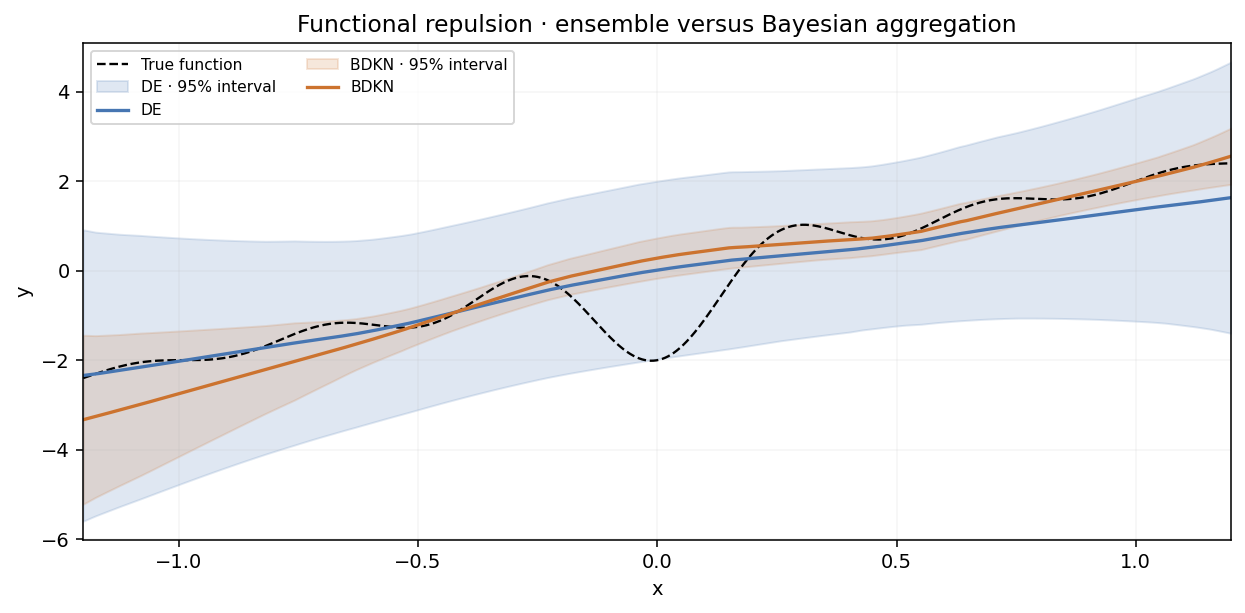 Functional repulsion · ensemble versus Bayesian aggregation
True function
DE · 95% interval
DE
BDKN · 95% interval
BDKN
y
4
2
0
−2
−4
−6
−1.0
−0.5
0.0
0.5
1.0
x